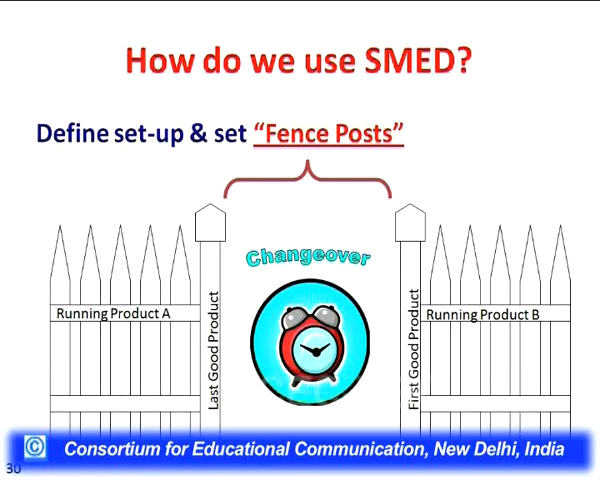 How do we use SMED?
Define set-up & set “Fence Posts”
Changeover
Running Product A
Last Good Product
First Good Product
Running Product B
© Consortium for Educational Communication, New Delhi, India
30